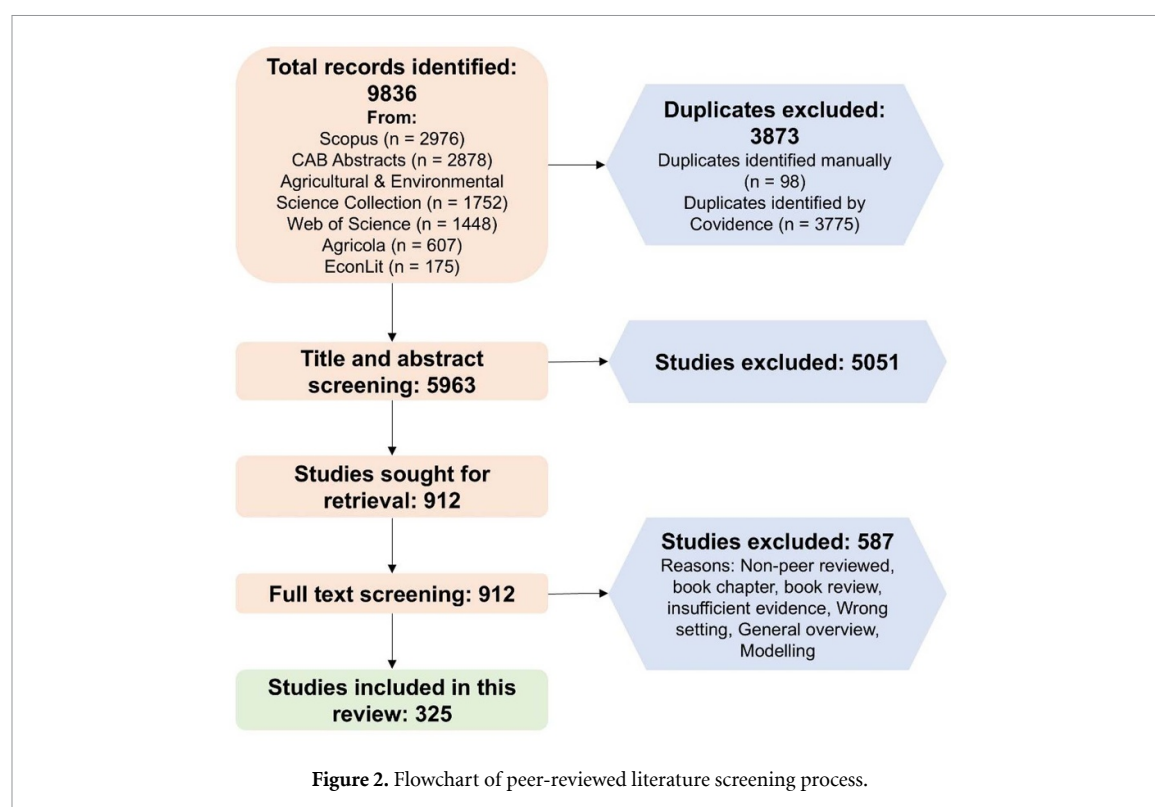 Total records identified:
9836
From:
Scopus (n = 2976)
CAB Abstracts (n = 2878)
Agricultural & Environmental
Science Collection (n = 1752)
Web of Science (n = 1448)
Agricola (n = 607)
EconLit (n = 175)
Duplicates excluded:
3873
Duplicates identified manually
(n = 98)
Duplicates identified by
Covidence (n = 3775)
Title and abstract
screening: 5963
Studies excluded: 5051
Studies sought for
retrieval: 912
Full text screening: 912
Studies excluded: 587
Reasons: Non-peer reviewed,
book chapter, book review,
insufficient evidence, Wrong
setting, General overview,
Modelling
Studies included in this
review: 325
Figure 2. Flowchart of peer-reviewed literature screening process.